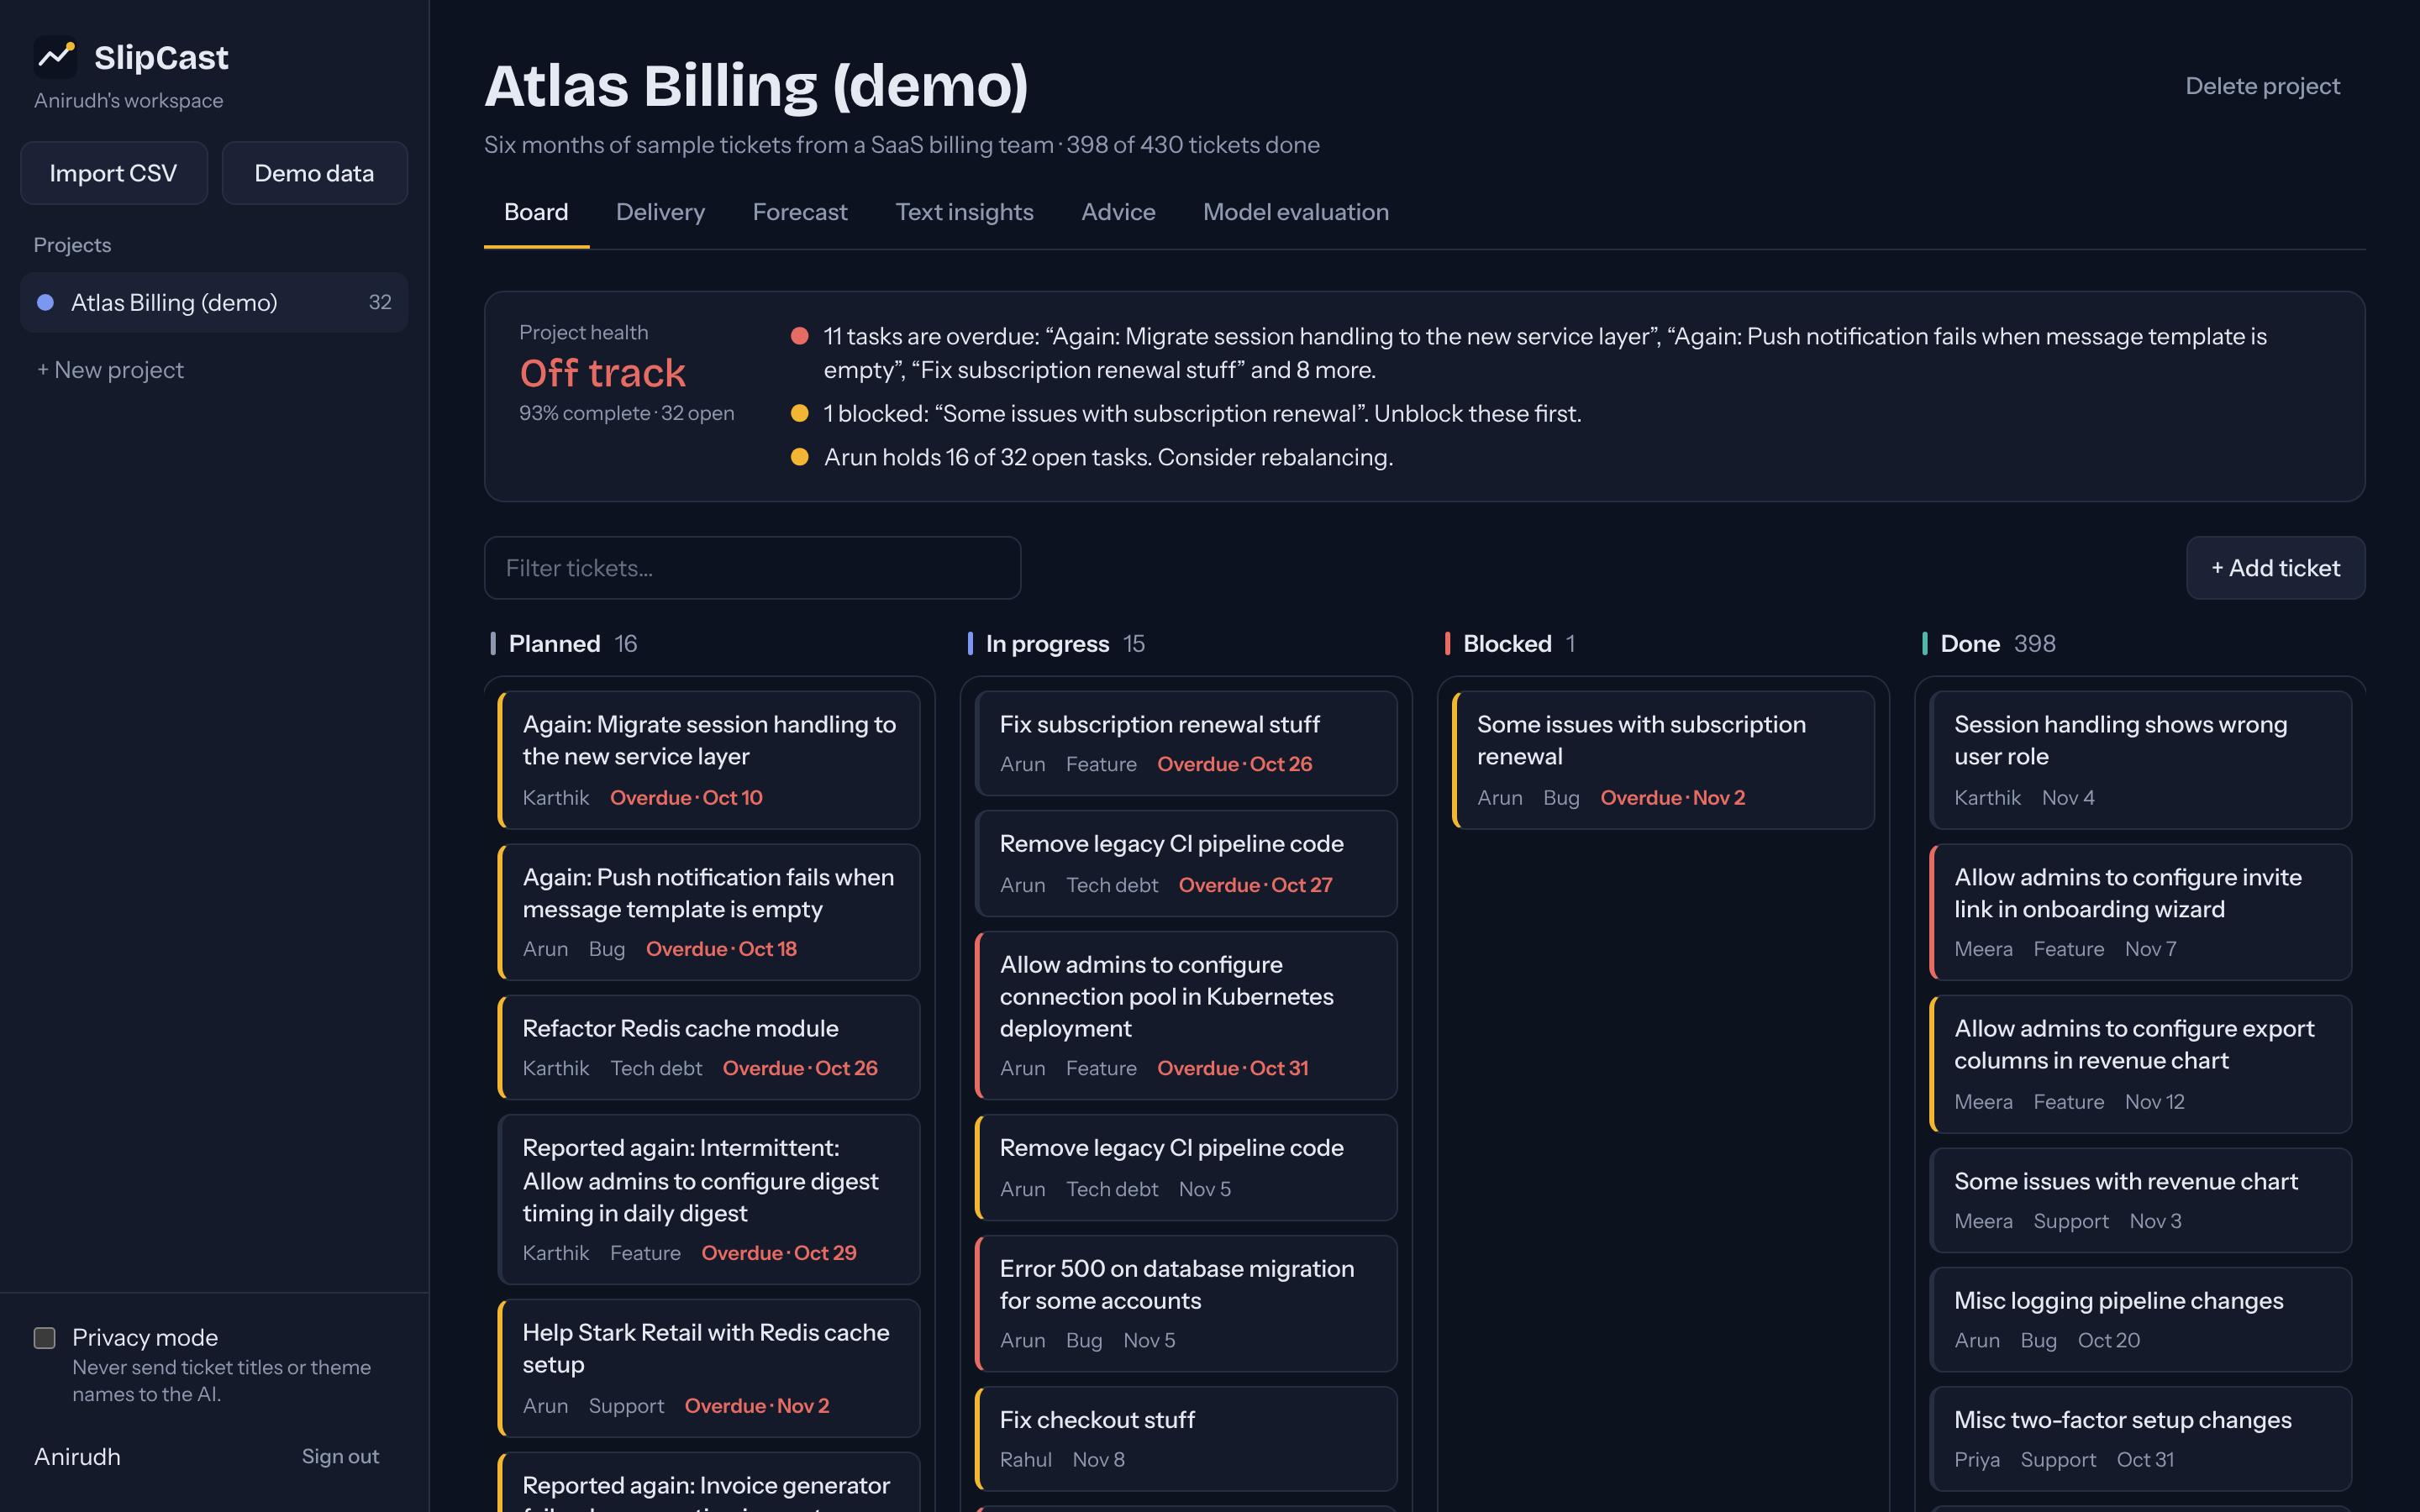 SlipCast
Anirudh's workspace
Import CSV
Demo data
Projects
Atlas Billing (demo)
32
+ New project
Privacy mode
Never send ticket titles or theme
names to the AI.
Anirudh
Sign out
Atlas Billing (demo)
Delete project
Six months of sample tickets from a SaaS billing team · 398 of 430 tickets done
Board
Delivery
Forecast
Text insights
Advice
Model evaluation
Project health
Off track
93% complete · 32 open
11 tasks are overdue: “Again: Migrate session handling to the new service layer”, “Again: Push notification fails when message template is
empty”, “Fix subscription renewal stuff” and 8 more.
1 blocked: “Some issues with subscription renewal”. Unblock these first.
Arun holds 16 of 32 open tasks. Consider rebalancing.
Filter tickets...
+ Add ticket
Planned 16
Again: Migrate session handling to
the new service layer
Karthik Overdue · Oct 10
Again: Push notification fails when
message template is empty
Arun Bug Overdue · Oct 18
Refactor Redis cache module
Karthik Tech debt Overdue · Oct 26
Reported again: Intermittent:
Allow admins to configure digest
timing in daily digest
Karthik Feature Overdue · Oct 29
Help Stark Retail with Redis cache
setup
Arun Support Overdue · Nov 2
Reported again: Invoice generator
In progress 15
Fix subscription renewal stuff
Arun Feature Overdue · Oct 26
Remove legacy CI pipeline code
Arun Tech debt Overdue · Oct 27
Allow admins to configure
connection pool in Kubernetes
deployment
Arun Feature Overdue · Oct 31
Remove legacy CI pipeline code
Arun Tech debt Nov 5
Error 500 on database migration
for some accounts
Arun Bug Nov 5
Fix checkout stuff
Rahul Nov 8
Blocked 1
Some issues with subscription
renewal
Arun Bug Overdue · Nov 2
Done 398
Session handling shows wrong
user role
Karthik Nov 4
Allow admins to configure invite
link in onboarding wizard
Meera Feature Nov 7
Allow admins to configure export
columns in revenue chart
Meera Feature Nov 12
Some issues with revenue chart
Meera Support Nov 3
Misc logging pipeline changes
Arun Bug Oct 20
Misc two-factor setup changes
Priya Support Oct 31